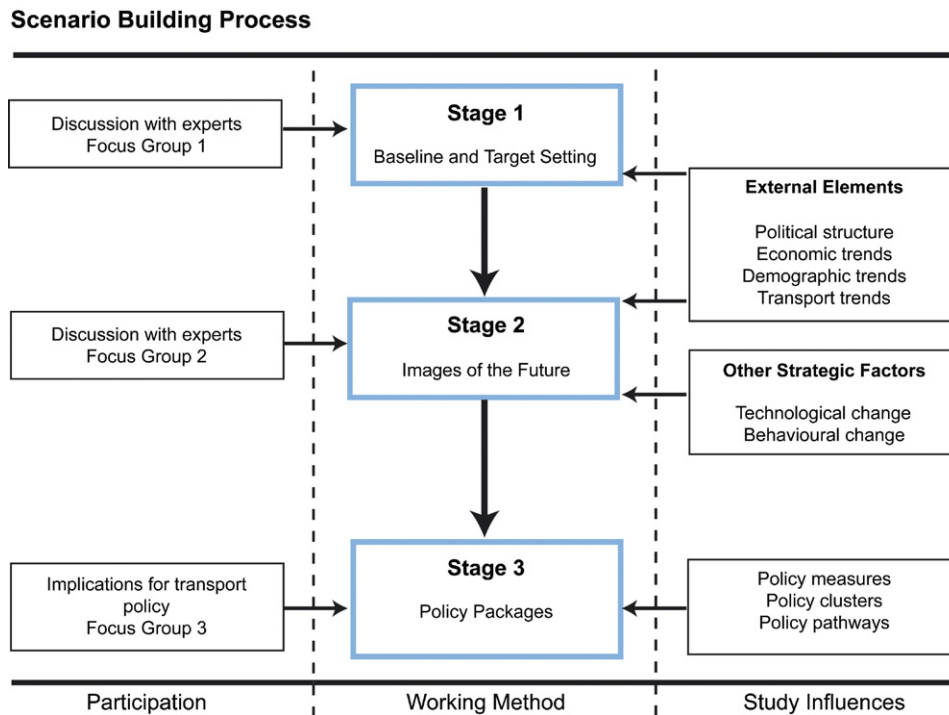 Scenario Building Process
Discussion with experts
Focus Group 1
Stage 1
Baseline and Target Setting
External Elements
Political structure
Economic trends
Demographic trends
Transport trends
Discussion with experts
Focus Group 2
Stage 2
Images of the Future
Other Strategic Factors
Technological change
Behavioural change
Implications for transport
policy
Focus Group 3
Stage 3
Policy Packages
Policy measures
Policy clusters
Policy pathways
Participation
Working Method
Study Influences